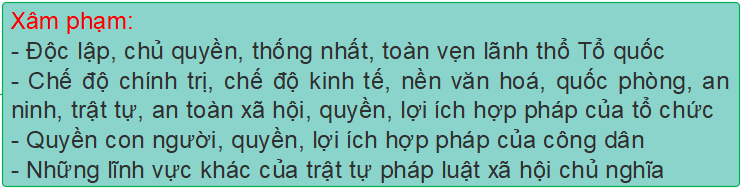 Xâm phạm:
- Độc lập, chủ quyền, thống nhất, toàn vẹn lãnh thổ Tổ quốc
- Chế độ chính trị, chế độ kinh tế, nền văn hoá, quốc phòng, an
ninh, trật tự, an toàn xã hội, quyền, lợi ích hợp pháp của tổ chức
- Quyền con người, quyền, lợi ích hợp pháp của công dân
- Những lĩnh vực khác của trật tự pháp luật xã hội chủ nghĩa